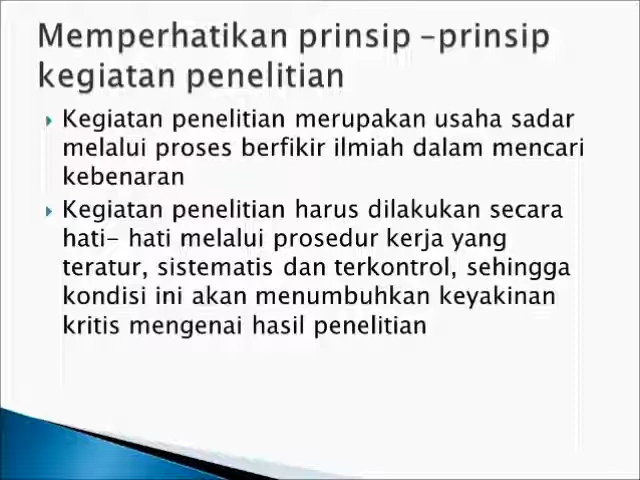 Memperhatikan prinsip –prinsip
kegiatan penelitian
Kegiatan penelitian merupakan usaha sadar
melalui proses berfikir ilmiah dalam mencari
kebenaran
Kegiatan penelitian harus dilakukan secara
hati- hati melalui prosedur kerja yang
teratur, sistematis dan terkontrol, sehingga
kondisi ini akan menumbuhkan keyakinan
kritis mengenai hasil penelitian